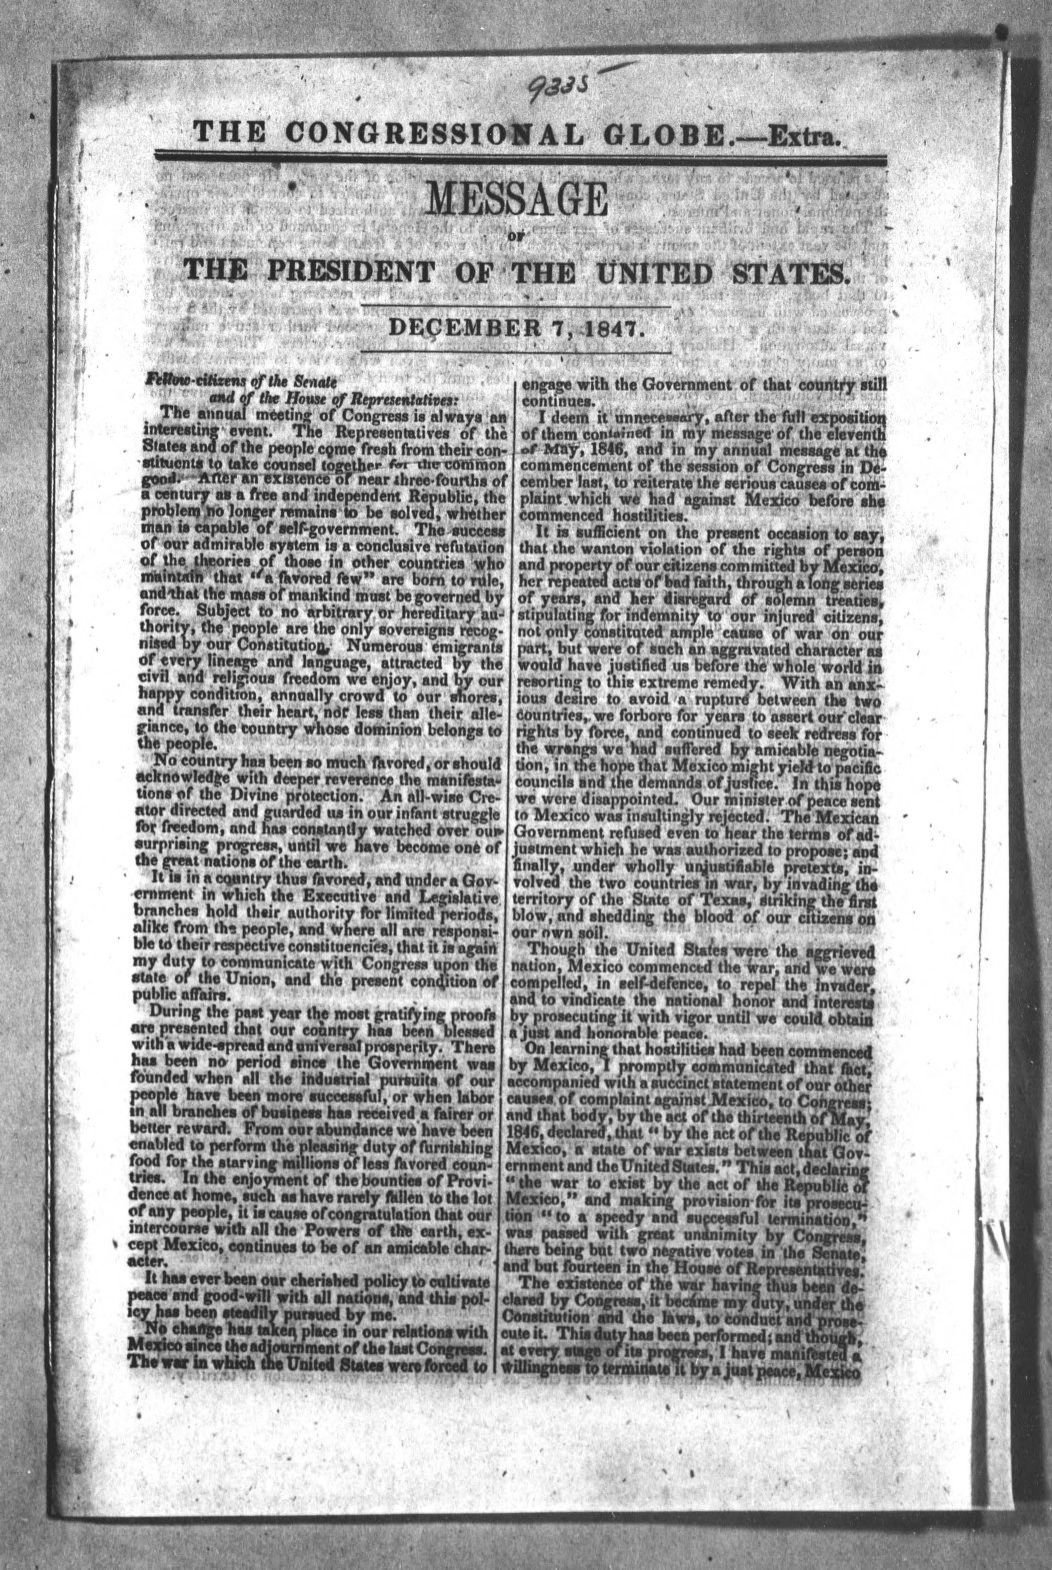 9335
THE CONGRESSIONAL GLOBE.—Extra.
MESSAGE
OF
THE PRESIDENT OF THE UNITED STATES.
DECEMBER 7, 1847.
Fellow-citizens of the Senate
and of the House of Representatives:
The annual meeting of Congress is always an
interesting event. The Representatives of the
States and of the people come fresh from their con-
stituents to take counsel together for the common
good. After an existence of near three-fourths of
a century as a free and independent Republic, the
problem no longer remains to be solved, whether
man is capable of self-government. The success
of our admirable system is a conclusive refutation
of the theories of those in other countries who
maintain that "a favored few" are born to rule,
and that the mass of mankind must be governed by
force. Subject to no arbitrary or hereditary au-
thority, the people are the only sovereigns recog-
nised by our Constitution. Numerous emigrants
of every lineage and language, attracted by the
civil and religious freedom we enjoy, and by our
happy condition, annually crowd to our shores,
and transfer their heart, not less than their alle-
giance, to the country whose dominion belongs to
the people.
No country has been so much favored, or should
acknowledge with deeper reverence the manifesta-
tions of the Divine protection. An all-wise Cre-
ator directed and guarded us in our infant struggle
for freedom, and has constantly watched over our
surprising progress, until we have become one of
the great nations of the earth.
It is in a country thus favored, and under a Gov-
ernment in which the Executive and Legislative
branches hold their authority for limited periods,
alike from the people, and where all are responsi-
ble to their respective constituencies, that it is again
my duty to communicate with Congress upon the
state of the Union, and the present condition of
public affairs.
During the past year the most gratifying proofs
are presented that our country has been blessed
with a wide-spread and universal prosperity. There
has been no period since the Government was
founded when all the industrial pursuits of our
people have been more successful, or when labor
in all branches of business has received a fairer or
better reward. From our abundance we have been
enabled to perform the pleasing duty of furnishing
food for the starving millions of less favored coun-
tries. In the enjoyment of the bounties of Provi-
dence at home, such as have rarely fallen to the lot
of any people, it is cause of congratulation that our
intercourse with all the Powers of the earth, ex-
cept Mexico, continues to be of an amicable char-
acter.
It has ever been our cherished policy to cultivate
peace and good-will with all nations, and this pol-
icy has been steadily pursued by me.
No change has taken place in our relations with
Mexico since the adjournment of the last Congress.
The war in which the United States were forced to
engage with the Government of that country still
continues.
I deem it unnecessary, after the full exposition
of them contained in my message of the eleventh
of May, 1846, and in my annual message at the
commencement of the session of Congress in De-
cember last, to reiterate the serious causes of com-
plaint which we had against Mexico before she
commenced hostilities.
It is sufficient on the present occasion to say,
that the wanton violation of the rights of person
and property of our citizens committed by Mexico,
her repeated acts of bad faith, through a long series
of years, and her disregard of solemn treaties,
stipulating for indemnity to our injured citizens,
not only constituted ample cause of war on our
part, but were of such an aggravated character as
would have justified us before the whole world in
resorting to this extreme remedy. With an anx-
ious desire to avoid a rupture between the two
countries, we forbore for years to assert our clear
rights by force, and continued to seek redress for
the wrongs we had suffered by amicable negotia-
tion, in the hope that Mexico might yield to pacific
councils and the demands of justice. In this hope
we were disappointed. Our minister of peace sent
to Mexico was insultingly rejected. The Mexican
Government refused even to hear the terms of ad-
justment which he was authorized to propose; and
finally, under wholly unjustifiable pretexts, in-
volved the two countries in war, by invading the
territory of the State of Texas, striking the first
blow, and shedding the blood of our citizens on
our own soil.
Though the United States were the aggrieved
nation, Mexico commenced the war, and we were
compelled, in self-defence, to repel the invader,
and to vindicate the national honor and interests
by prosecuting it with vigor until we could obtain
a just and honorable peace.
On learning that hostilities had been commenced
by Mexico, I promptly communicated that fact,
accompanied with a succinct statement of our other
causes of complaint against Mexico, to Congress;
and that body, by the act of the thirteenth of May,
1846, declared, that "by the act of the Republic of
Mexico, a state of war exists between that Gov-
ernment and the United States." This act, declaring
"the war to exist by the act of the Republic of
Mexico," and making provision for its prosecu-
tion "to a speedy and successful termination,"
was passed with great unanimity by Congress,
there being but two negative votes in the Senate,
and but fourteen in the House of Representatives.
The existence of the war having thus been de-
clared by Congress, it became my duty, under the
Constitution and the laws, to conduct and prose-
cute it. This duty has been performed; and though,
at every stage of its progress, I have manifested a
willingness to terminate it by a just peace, Mexico